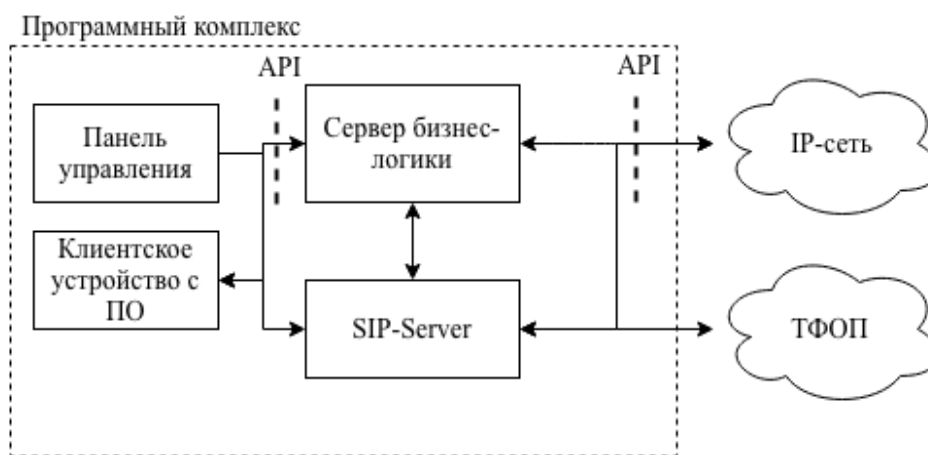 Программный комплекс
API
API
Панель
управления
Сервер бизнес-
логики
IP-сеть
Клиентское
устройство с
ПО
SIP-Server
ТФОП